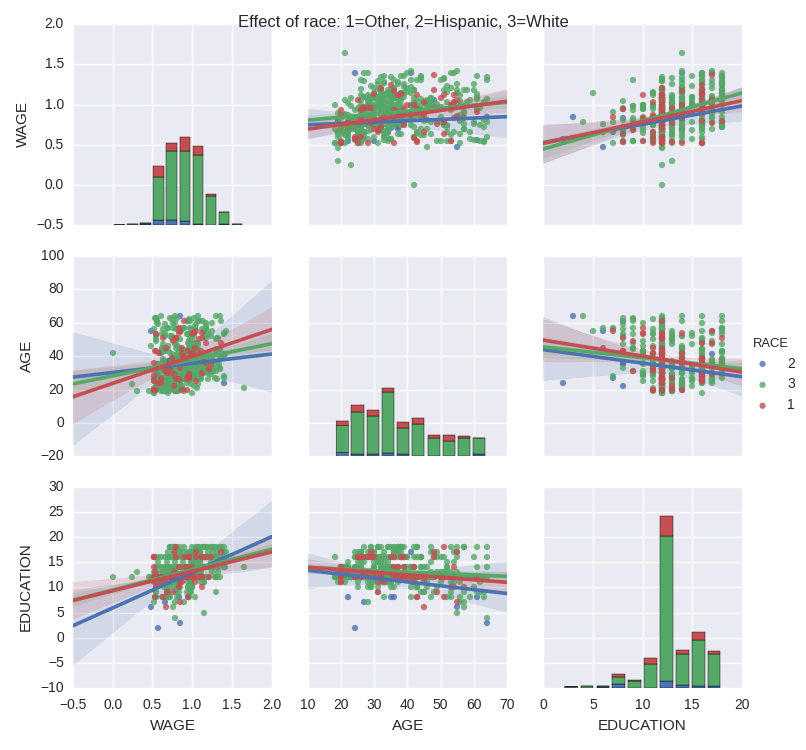 Effect of race: 1=Other, 2=Hispanic, 3=White
2.0
1.5
1.0
0.5
0.0
−0.5
WAGE
100
80
60
40
20
0
−20
AGE
RACE
2
3
1
30
25
20
15
10
5
0
−5
−10
EDUCATION
−0.5 0.0 0.5 1.0 1.5 2.0
10 20 30 40 50 60 70
0 5 10 15 20
WAGE
AGE
EDUCATION